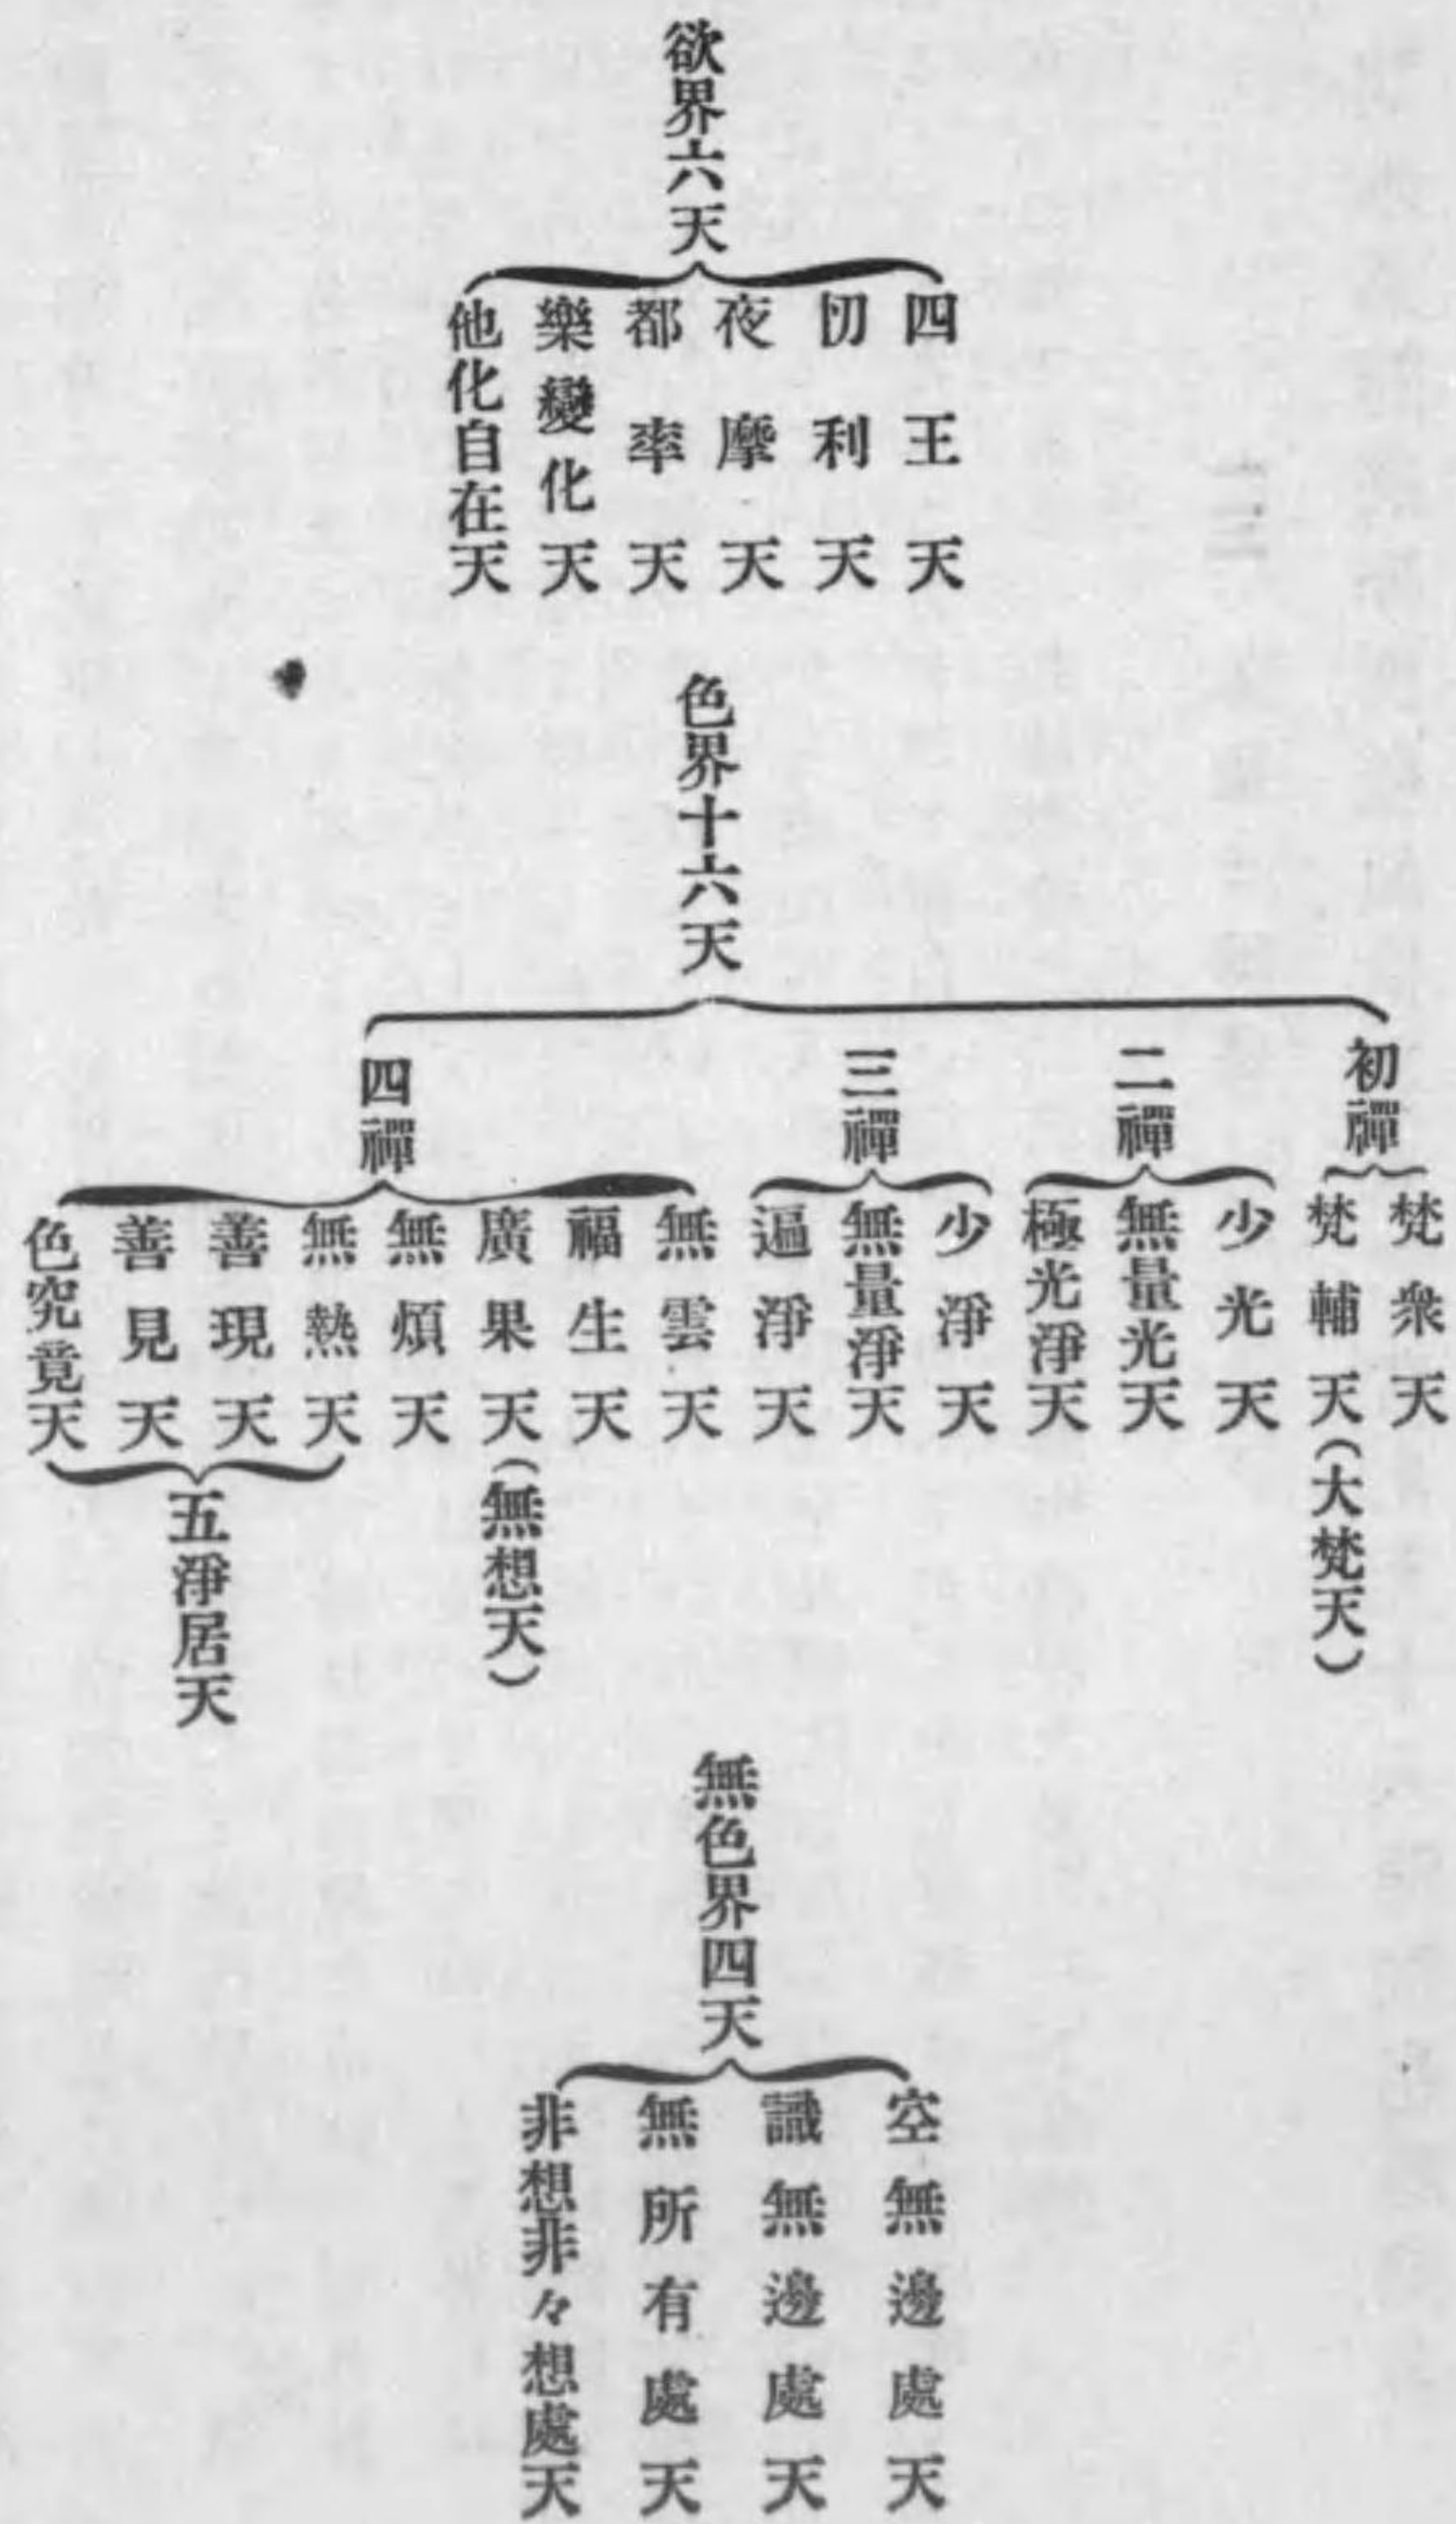 欲界六天
四王天
忉利天
夜摩天
都率天
樂變化天
他化自在天
色界十六天
初禪
梵衆天
梵輔天(大梵天)
二禪
少光天
無量光天
極光淨天
三禪
少淨天
無量淨天
遍淨天
四禪
無雲天
福生天
廣果天(無想天)
無煩天
無熱天
善現天
善見天
色究竟天
五淨居天
無色界四天
空無邊處天
識無邊處天
無所有處天
非想非々想處天